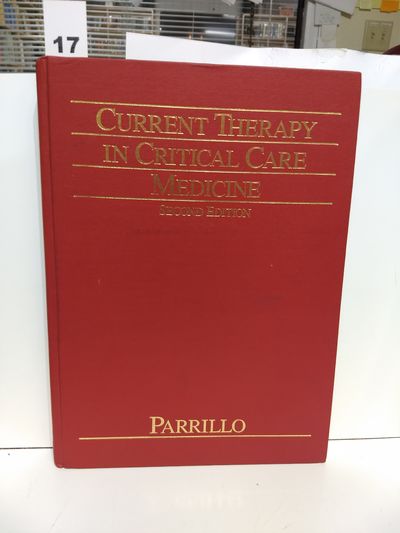 17
CURRENT THERAPY
IN CRITICAL CARE
MEDICINE
SECOND EDITION
PARRILLO